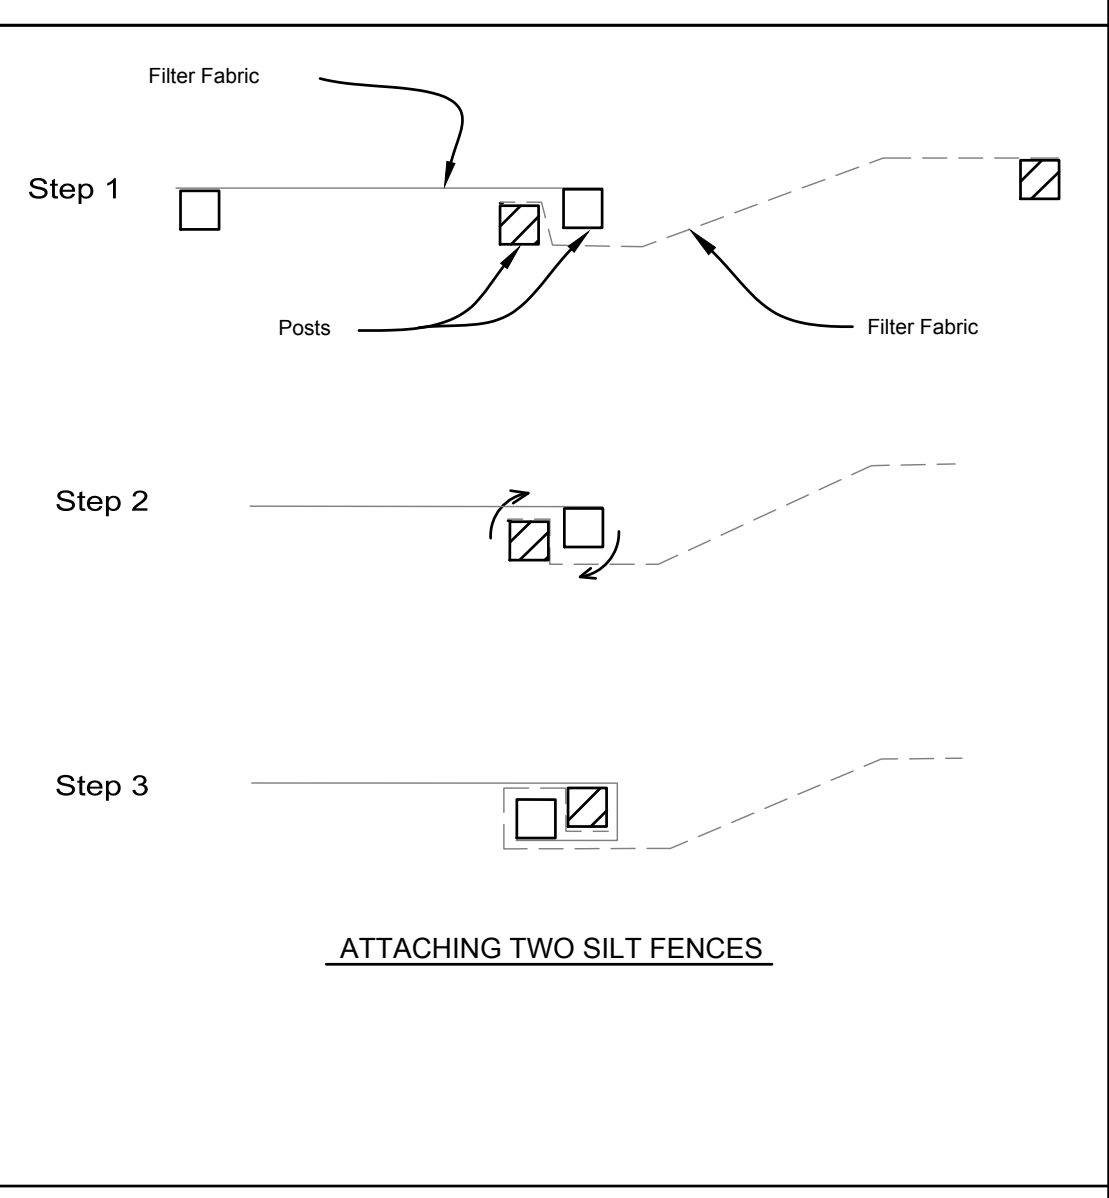 Filter Fabric
Step 1
Posts
Filter Fabric
Step 2
Step 3
ATTACHING TWO SILT FENCES